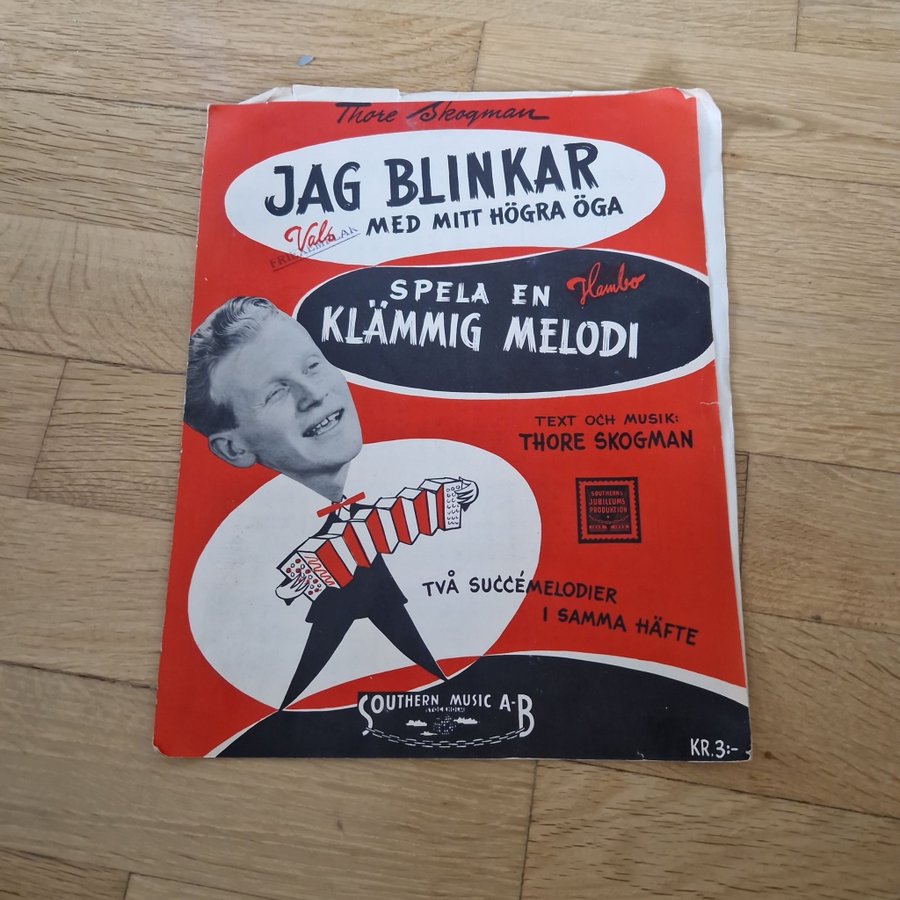 Thore Skogman
JAG BLINKAR
Vals
MED MITT HÖGRA ÖGA
FRIEXEMPLAR
SPELA EN Hambo
KLÄMMIG MELODI
TEXT OCH MUSIK:
THORE SKOGMAN
SOUTHERNS
JUBILEUMS
PRODUKTION
TVÅ SUCCÉMELODIER
I SAMMA HÄFTE
SOUTHERN MUSIC A-B
STOCKHOLM
KR.3:-